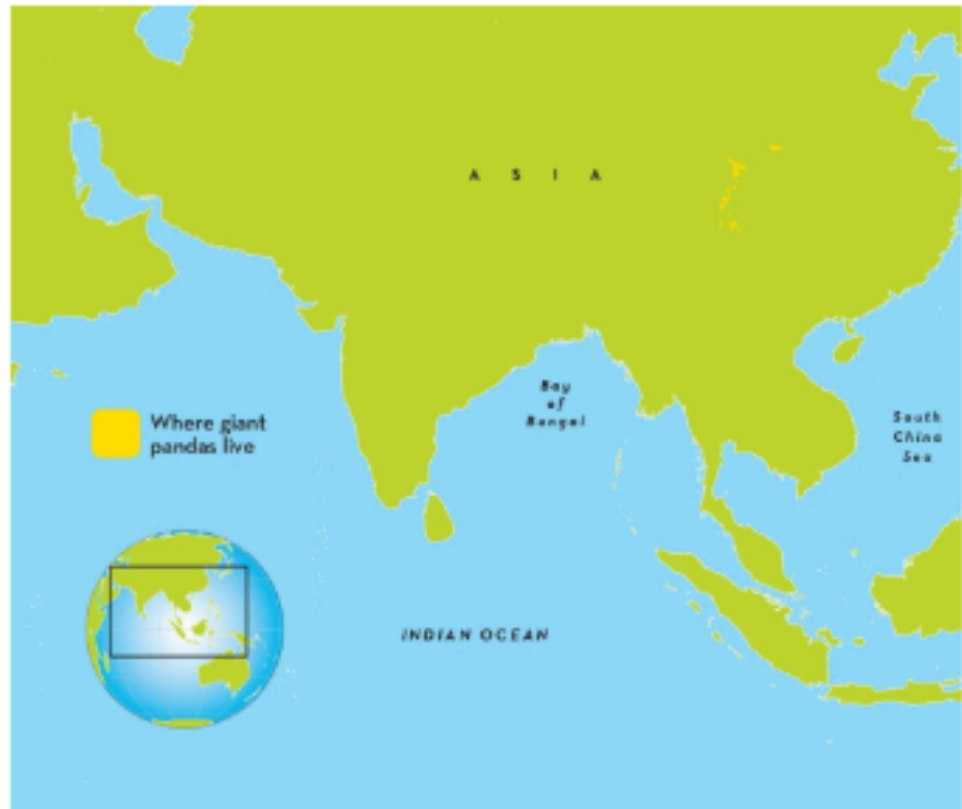 A S I A
Bay
of
Bengal
South
China
Sea
Where giant
pandas live
INDIAN OCEAN